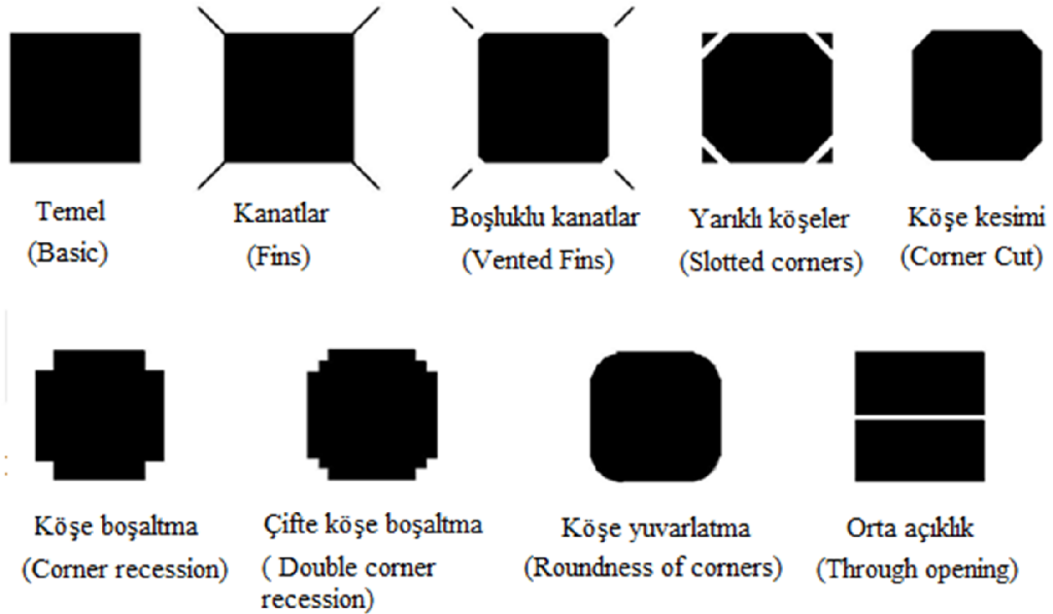 Temel
(Basic)
Kanatlar
(Fins)
Boşluklu kanatlar
(Vented Fins)
Yarıklı köşeler
(Slotted corners)
Köşe kesimi
(Corner Cut)
Köşe boşaltma
(Corner recession)
Çifte köşe boşaltma
( Double corner
recession)
Köşe yuvarlatma
(Roundness of corners)
Orta açıklık
(Through opening)